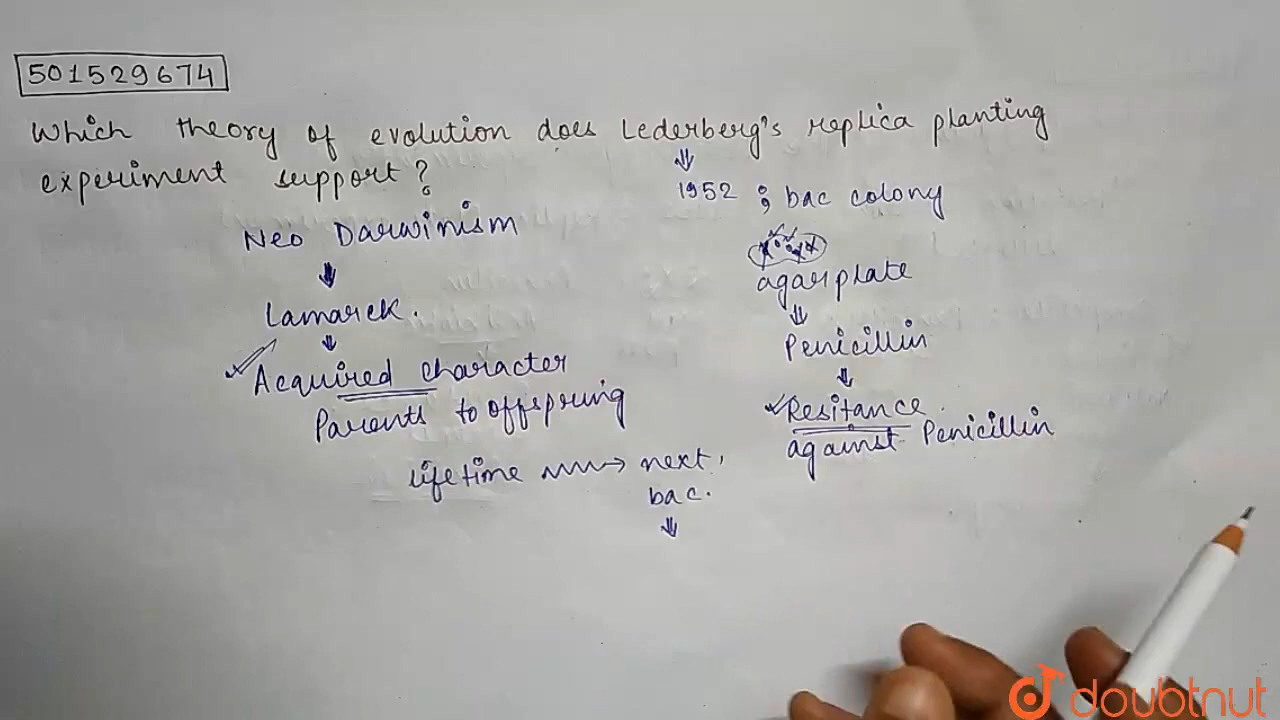 501529674
Which theory of evolution does Lederberg's replica planting
experiment support?
1952 ; bac colony
agarplate
Penicillin
Resitance
against Penicillin
Neo Darwinism
Lamarck.
Acquired character
Parents to offspring
lifetime → next,
bac.
doubtnut